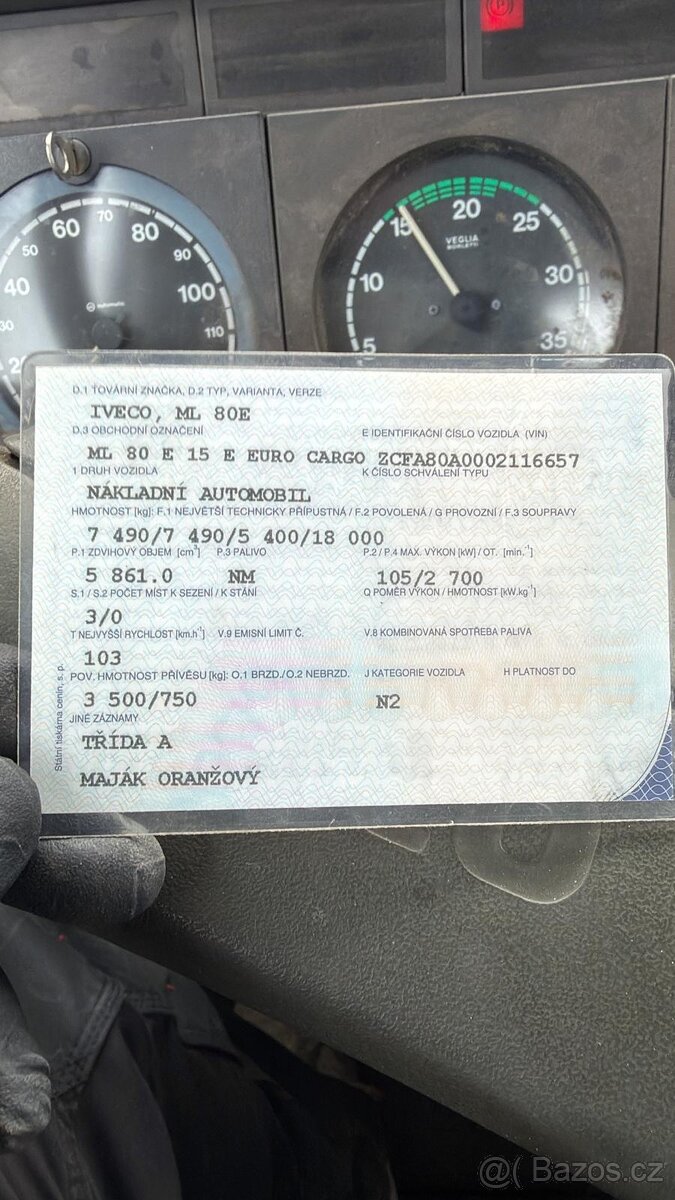 60 70 80
50 90
40 100
30 110
20
15 20 25
VEGLIA
BORLETTI
10 30
5 35
D.1 TOVÁRNÍ ZNAČKA, D.2 TYP, VARIANTA, VERZE
IVECO, ML 80E
D.3 OBCHODNÍ OZNAČENÍ E IDENTIFIKAČNÍ ČÍSLO VOZIDLA (VIN)
ML 80 E 15 E EURO CARGO ZCFA80A0002116657
1 DRUH VOZIDLA K ČÍSLO SCHVÁLENÍ TYPU
NÁKLADNÍ AUTOMOBIL
HMOTNOST [kg]: F.1 NEJVĚTŠÍ TECHNICKY PŘÍPUSTNÁ / F.2 POVOLENÁ / G PROVOZNÍ / F.3 SOUPRAVY
7 490/7 490/5 400/18 000
P.1 ZDVIHOVÝ OBJEM [cm³] P.3 PALIVO P.2 / P.4 MAX. VÝKON [kW] / OT. [min.⁻¹]
5 861.0 NM 105/2 700
S.1 / S.2 POČET MÍST K SEZENÍ / K STÁNÍ Q POMĚR VÝKON / HMOTNOST [kW.kg⁻¹]
3/0
T NEJVYŠŠÍ RYCHLOST [km.h⁻¹] V.9 EMISNÍ LIMIT Č. V.8 KOMBINOVANÁ SPOTŘEBA PALIVA
103
POV. HMOTNOST PŘÍVĚSU [kg]: O.1 BRZD./O.2 NEBRZD. J KATEGORIE VOZIDLA H PLATNOST DO
3 500/750 N2
JINÉ ZÁZNAMY
TŘÍDA A
MAJÁK ORANŽOVÝ
Státní tiskárna cenin, s. p.
@( Bazos.cz